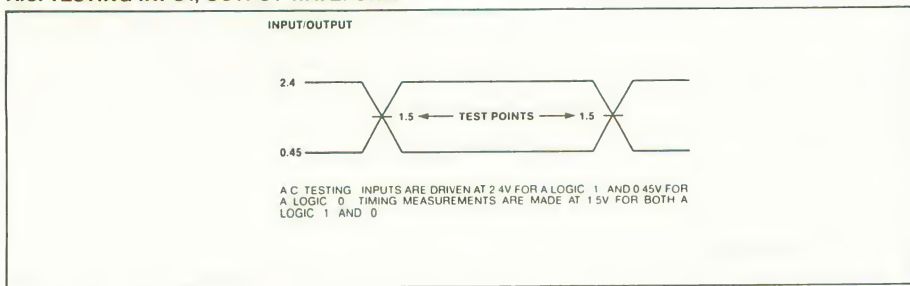 INPUT/OUTPUT
2.4
1.5 TEST POINTS 1.5
0.45
A C TESTING INPUTS ARE DRIVEN AT 2 4V FOR A LOGIC 1 AND 0 45V FOR
A LOGIC 0 TIMING MEASUREMENTS ARE MADE AT 1 5V FOR BOTH A
LOGIC 1 AND 0